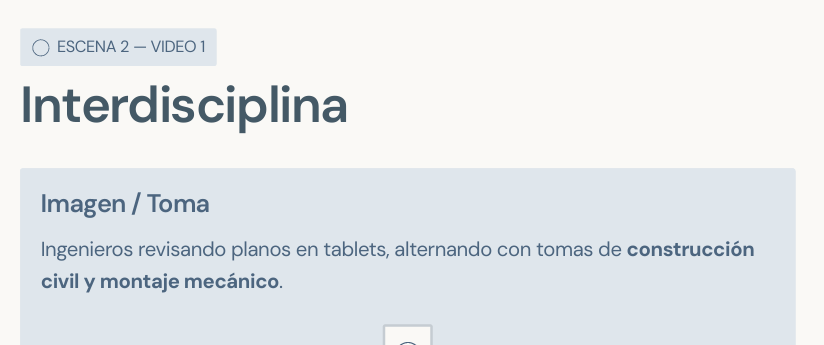 ESCENA 2 — VIDEO 1
Interdisciplina
Imagen / Toma
Ingenieros revisando planos en tablets, alternando con tomas de construcción
civil y montaje mecánico.